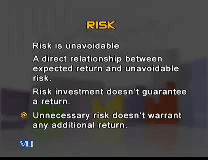 RISK
Risk is unavoidable
A direct relationship between
expected return and unavoidable
risk.
Risk investment doesn't guarantee
a return.
Unnecessary risk doesn't warrant
any additional return.
VU